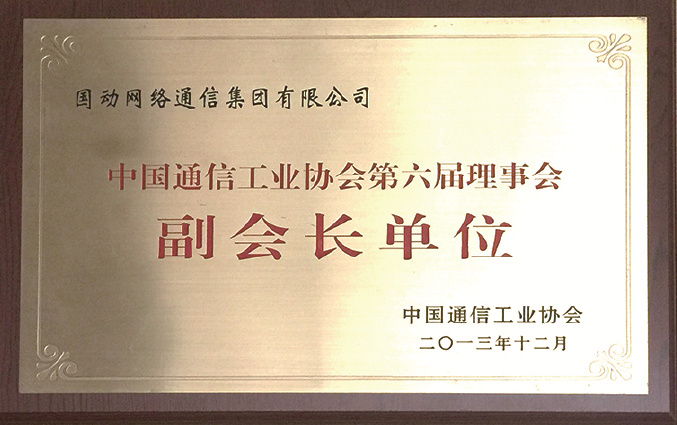 国动网络通信集团有限公司
中国通信工业协会第六届理事会
副会长单位
中国通信工业协会
二〇一三年十二月